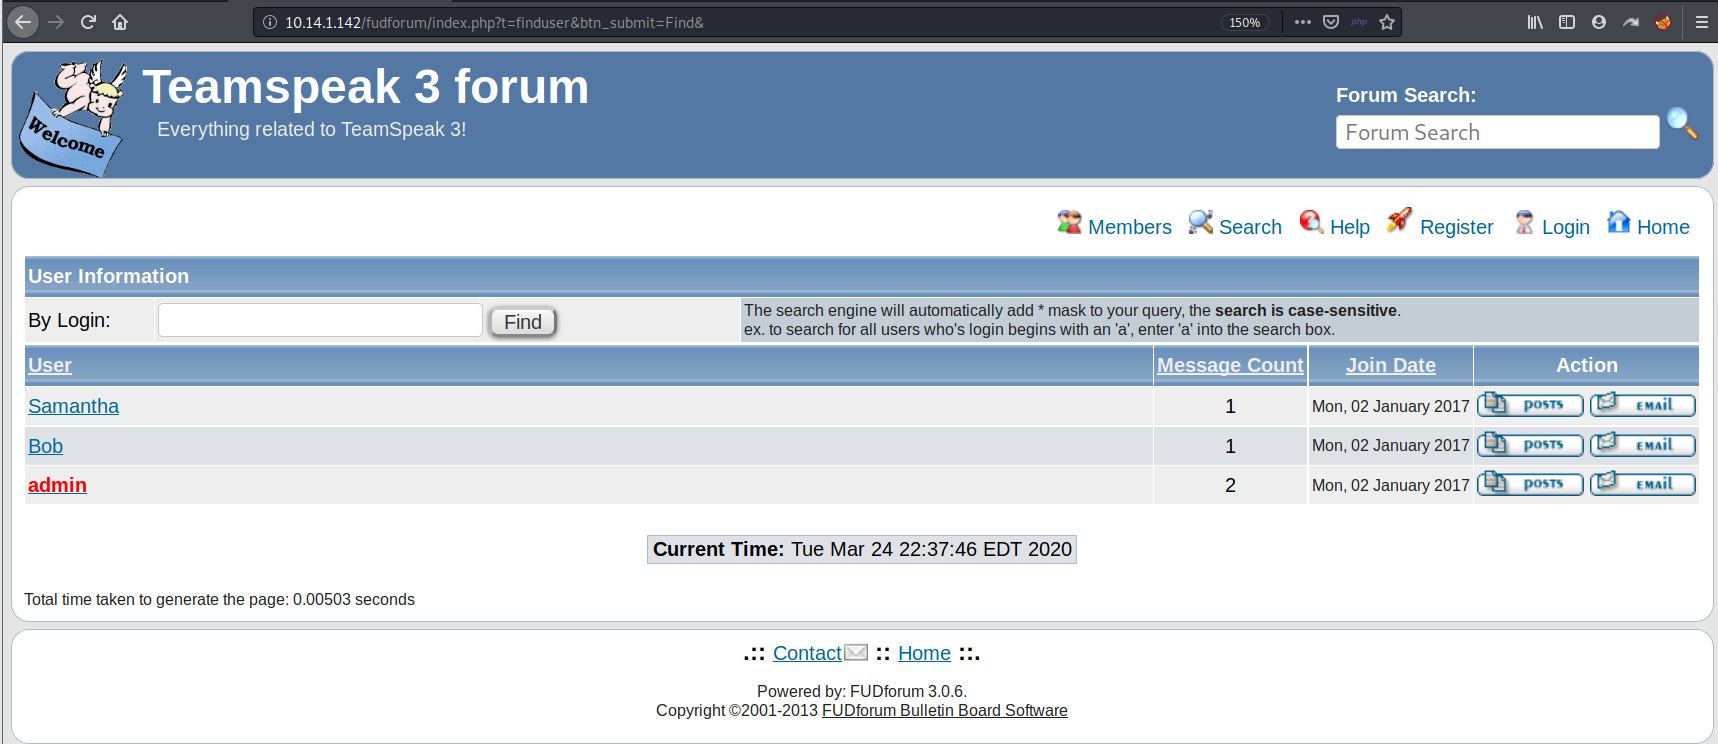 10.14.1.142/fudforum/index.php?t=finduser&btn_submit=Find&
150%
php
Welcome
Teamspeak 3 forum
Everything related to TeamSpeak 3!
Forum Search:
Forum Search
Members Search Help Register Login Home
User Information
By Login: Find
The search engine will automatically add * mask to your query, the search is case-sensitive.
ex. to search for all users who's login begins with an 'a', enter 'a' into the search box.
User Message Count Join Date Action
Samantha 1 Mon, 02 January 2017 POSTS EMAIL
Bob 1 Mon, 02 January 2017 POSTS EMAIL
admin 2 Mon, 02 January 2017 POSTS EMAIL
Current Time: Tue Mar 24 22:37:46 EDT 2020
Total time taken to generate the page: 0.00503 seconds
.:: Contact :: Home ::.
Powered by: FUDforum 3.0.6.
Copyright ©2001-2013 FUDforum Bulletin Board Software